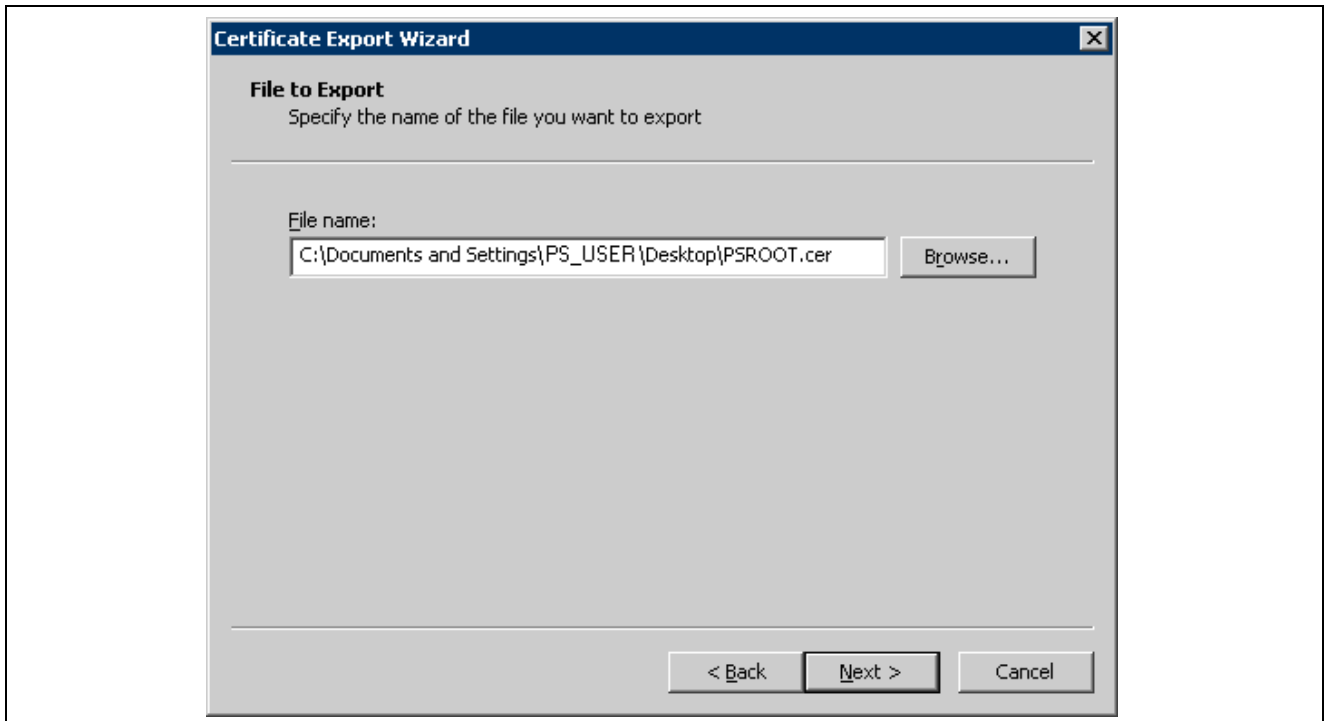 Certificate Export Wizard
File to Export
Specify the name of the file you want to export
File name:
C:\Documents and Settings\PS_USER\Desktop\PSROOT.cer
Browse...
< Back Next > Cancel